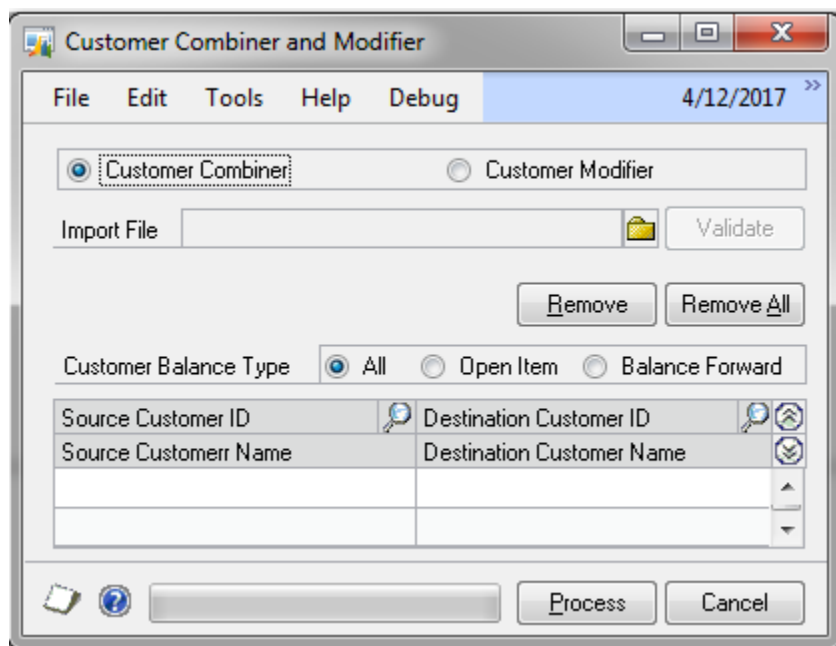 Customer Combiner and Modifier
File Edit Tools Help Debug 4/12/2017 »
Customer Combiner Customer Modifier
Import File Validate
Remove Remove All
Customer Balance Type All Open Item Balance Forward
Source Customer ID Destination Customer ID
Source Customerr Name Destination Customer Name
Process Cancel